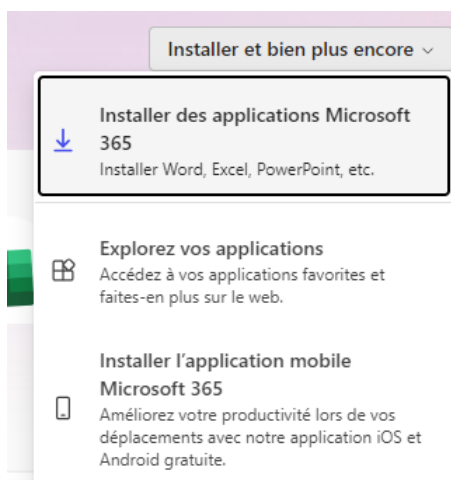 Installer et bien plus encore
Installer des applications Microsoft
365
Installer Word, Excel, PowerPoint, etc.
Explorez vos applications
Accédez à vos applications favorites et
faites-en plus sur le web.
Installer l’application mobile
Microsoft 365
Améliorez votre productivité lors de vos
déplacements avec notre application iOS et
Android gratuite.